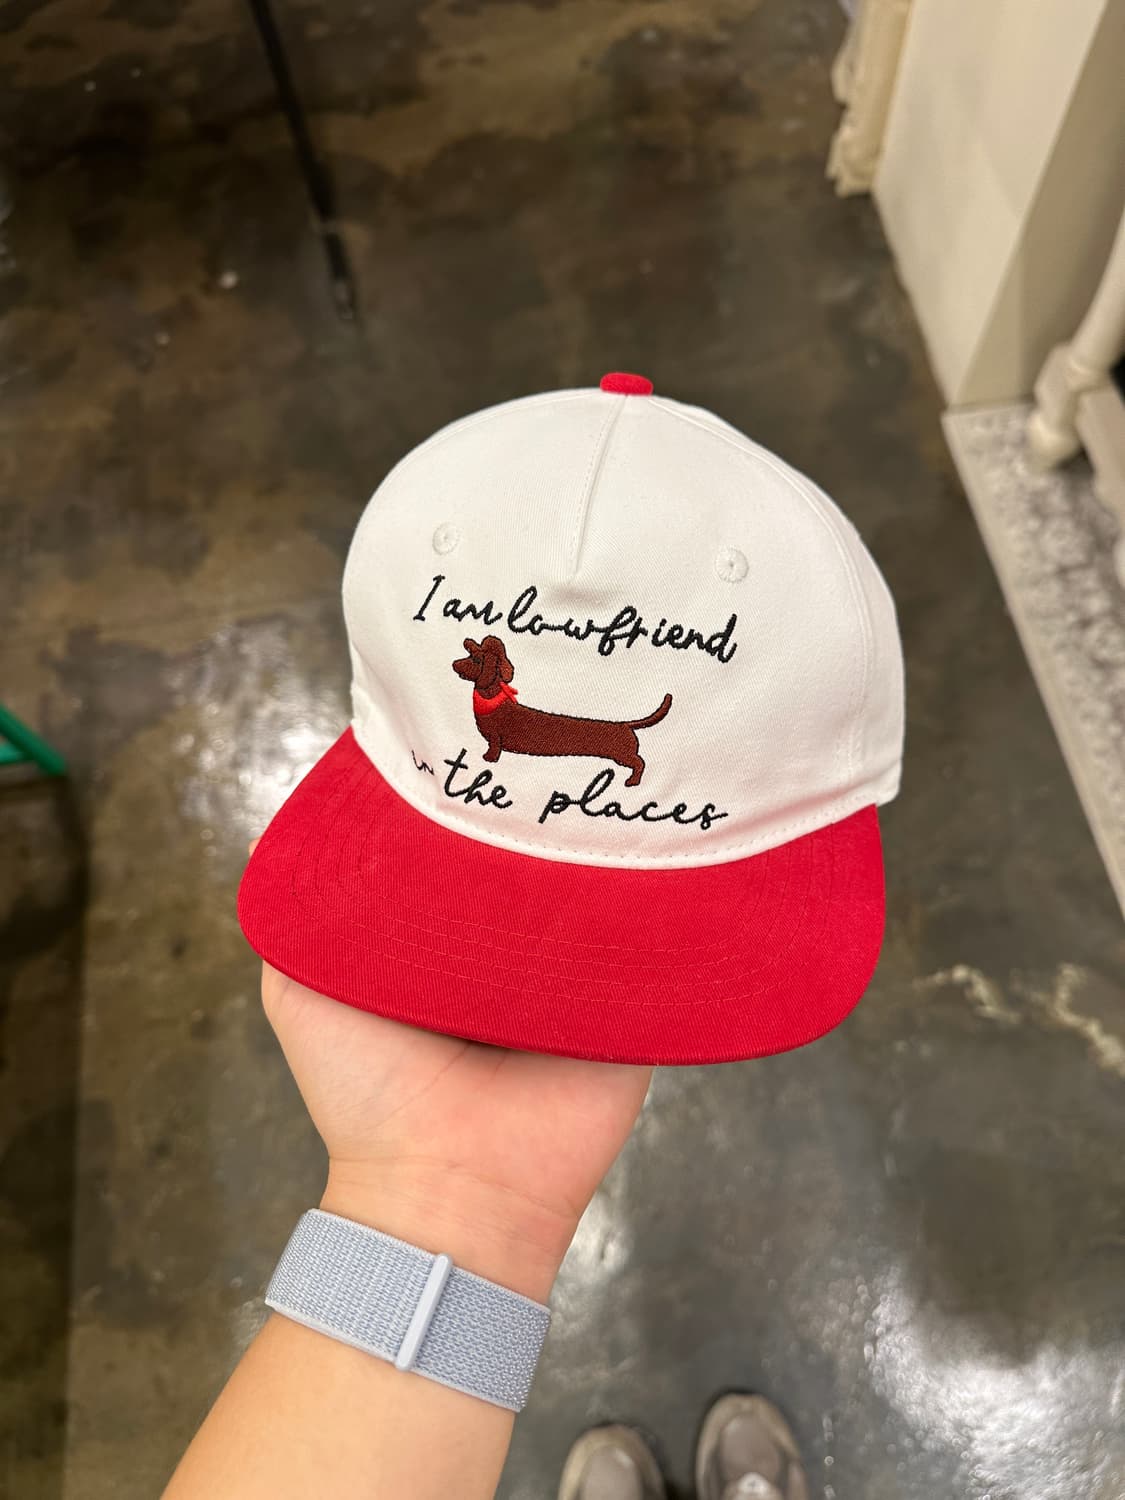 I am lowfriend
in the places